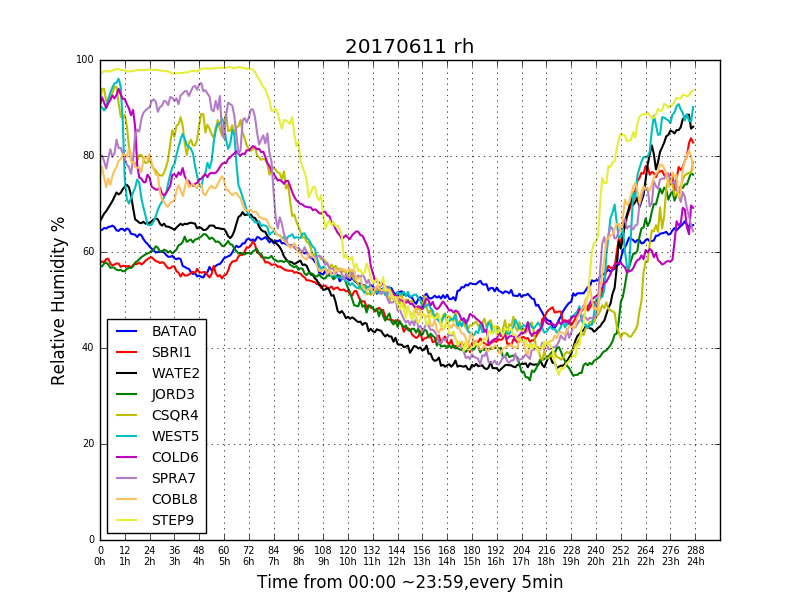 20170611 rh
Relative Humidity %
100
80
60
40
20
0
BATA0
SBRI1
WATE2
JORD3
CSQR4
WEST5
COLD6
SPRA7
COBL8
STEP9
0 12 24 36 48 60 72 84 96 108 120 132 144 156 168 180 192 204 216 228 240 252 264 276 288
0h 1h 2h 3h 4h 5h 6h 7h 8h 9h 10h 11h 12h 13h 14h 15h 16h 17h 18h 19h 20h 21h 22h 23h 24h
Time from 00:00 ~23:59,every 5min